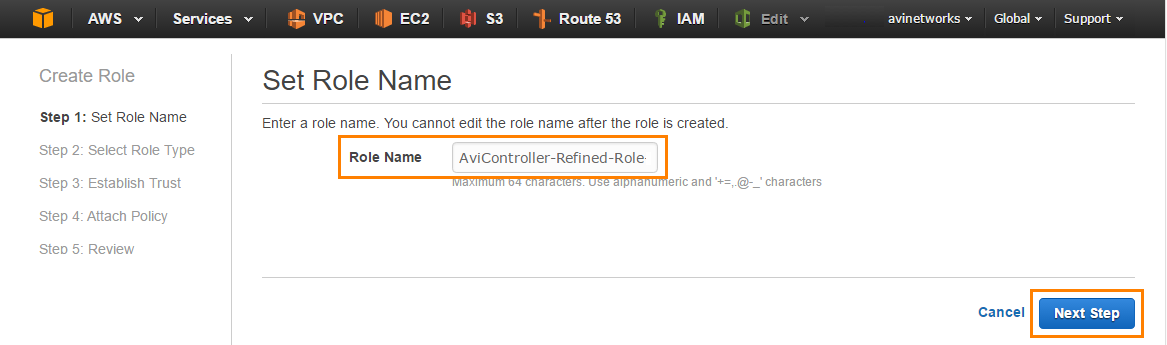 AWS Services VPC EC2 S3 Route 53 IAM Edit avinetworks Global Support
Create Role
Step 1: Set Role Name
Step 2: Select Role Type
Step 3: Establish Trust
Step 4: Attach Policy
Step 5: Review
Set Role Name
Enter a role name. You cannot edit the role name after the role is created.
Role Name AviController-Refined-Role-
Maximum 64 characters. Use alphanumeric and '+=,.@-_' characters
Cancel Next Step